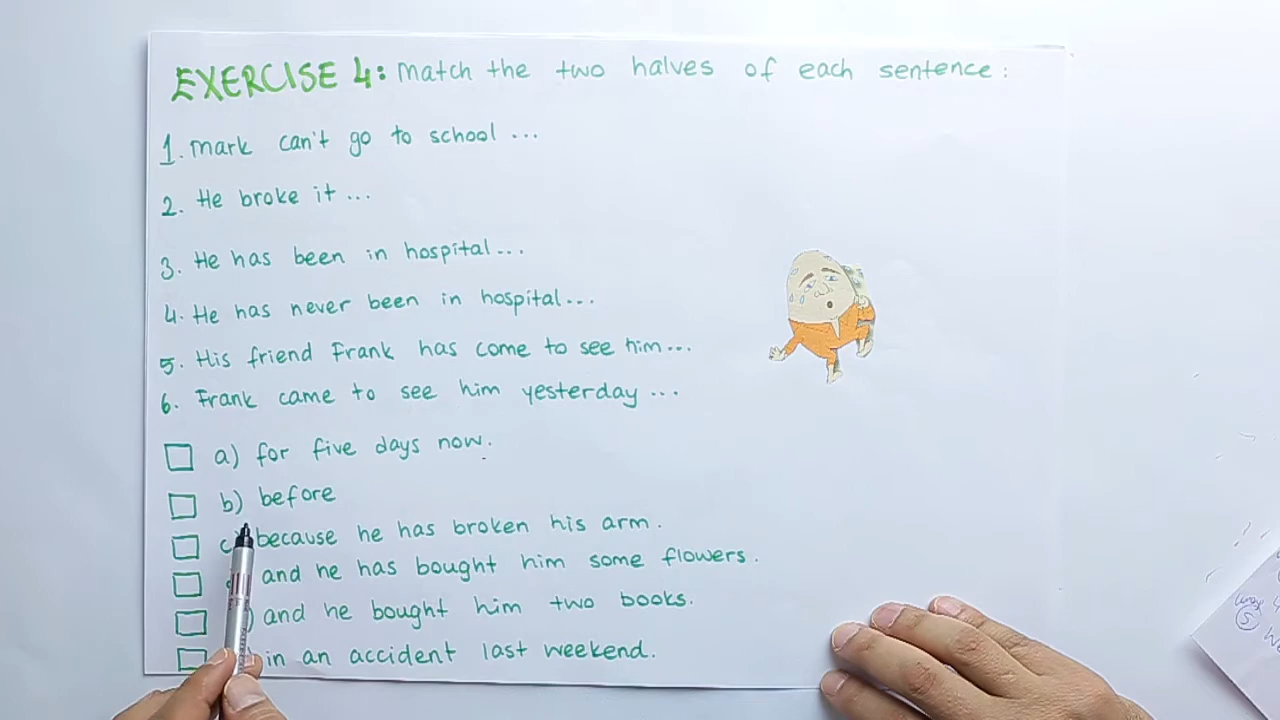 EXERCISE 4: Match the two halves of each sentence:
1. Mark can't go to school ...
2. He broke it ...
3. He has been in hospital ...
4. He has never been in hospital ...
5. His friend Frank has come to see him ...
6. Frank came to see him yesterday ...
a) for five days now.
b) before
c) because he has broken his arm.
and he has bought him some flowers.
and he bought him two books.
in an accident last weekend.